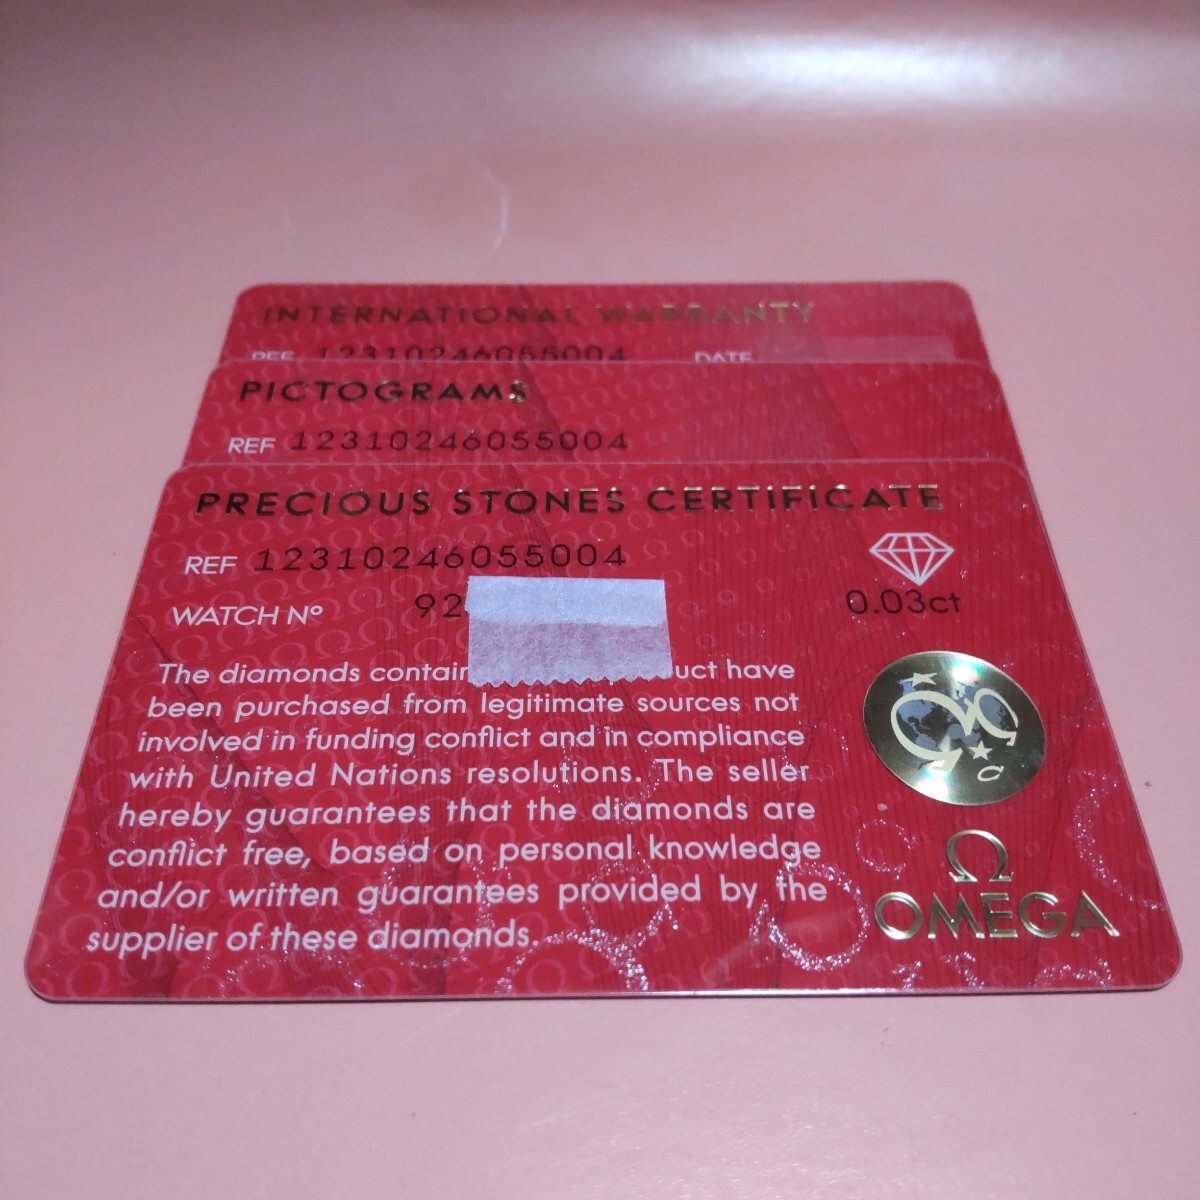 INTERNATIONAL WARRANTY
REF 12310246055004 DATE
PICTOGRAMS
REF 12310246055004
PRECIOUS STONES CERTIFICATE
REF 12310246055004
WATCH Nº 92
0.03ct
The diamonds have
been purchased from legitimate sources not
involved in funding conflict and in compliance
with United Nations resolutions. The seller
hereby guarantees that the diamonds are
conflict free, based on personal knowledge
and/or written guarantees provided by the
supplier of these diamonds.
Ω
OMEGA